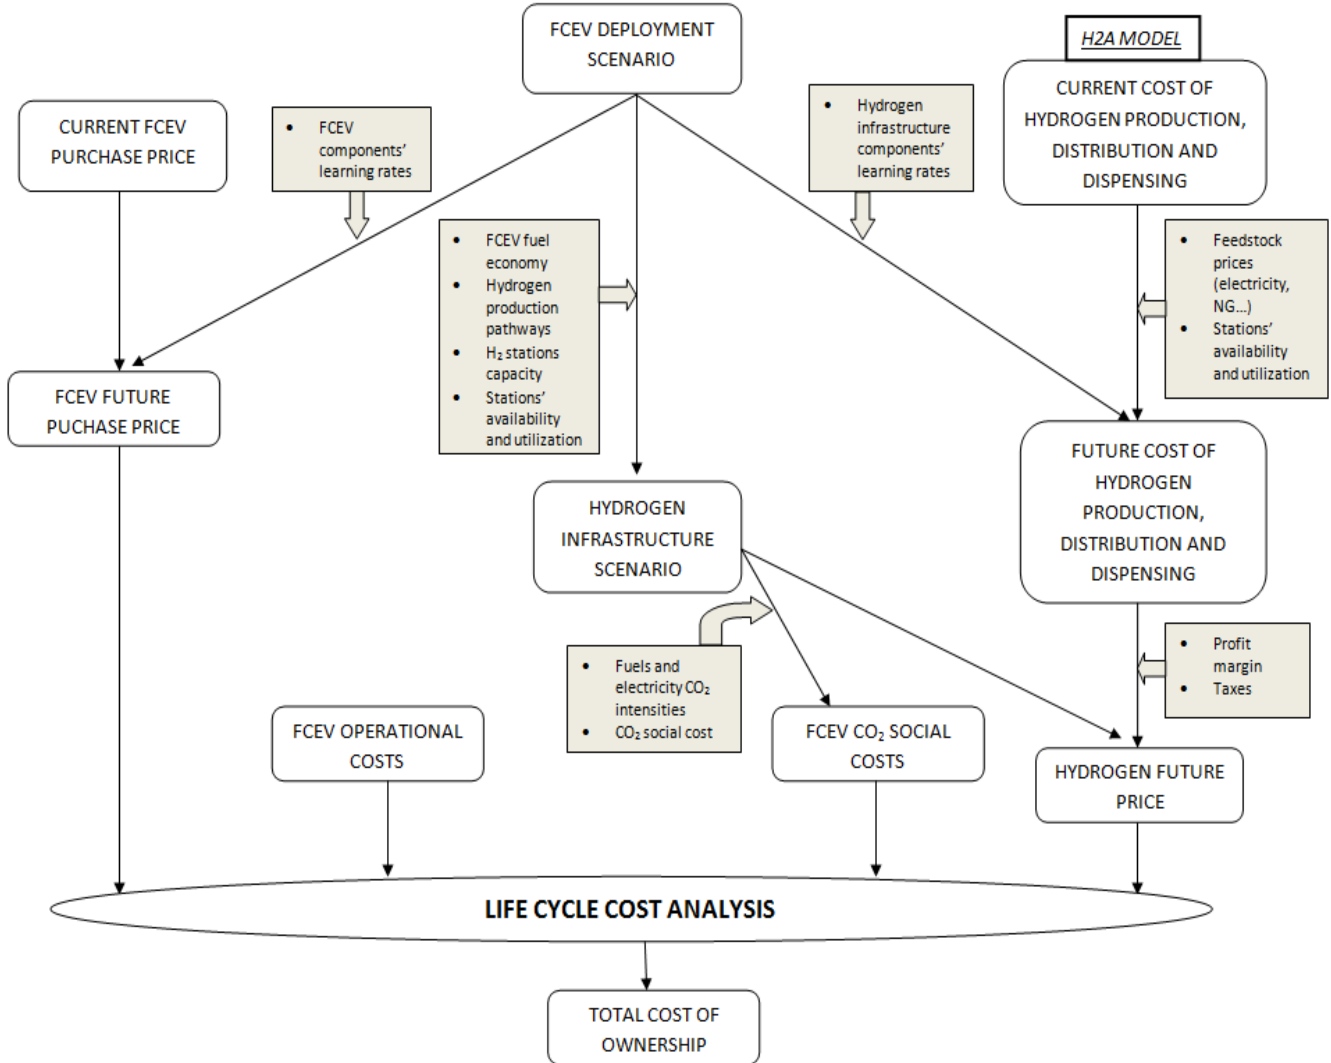 FCEV DEPLOYMENT
SCENARIO
H2A MODEL
CURRENT COST OF
HYDROGEN PRODUCTION,
DISTRIBUTION AND
DISPENSING
CURRENT FCEV
PURCHASE PRICE
• FCEV
components'
learning rates
• Hydrogen
infrastructure
components'
learning rates
• FCEV fuel
economy
• Hydrogen
production
pathways
• H₂ stations
capacity
• Stations'
availability
and utilization
• Feedstock
prices
(electricity,
NG...)
• Stations'
availability
and utilization
FCEV FUTURE
PUCHASE PRICE
FUTURE COST OF
HYDROGEN
PRODUCTION,
DISTRIBUTION AND
DISPENSING
HYDROGEN
INFRASTRUCTURE
SCENARIO
• Fuels and
electricity CO₂
intensities
• CO₂ social cost
• Profit
margin
• Taxes
FCEV OPERATIONAL
COSTS
FCEV CO₂ SOCIAL
COSTS
HYDROGEN FUTURE
PRICE
LIFE CYCLE COST ANALYSIS
TOTAL COST OF
OWNERSHIP